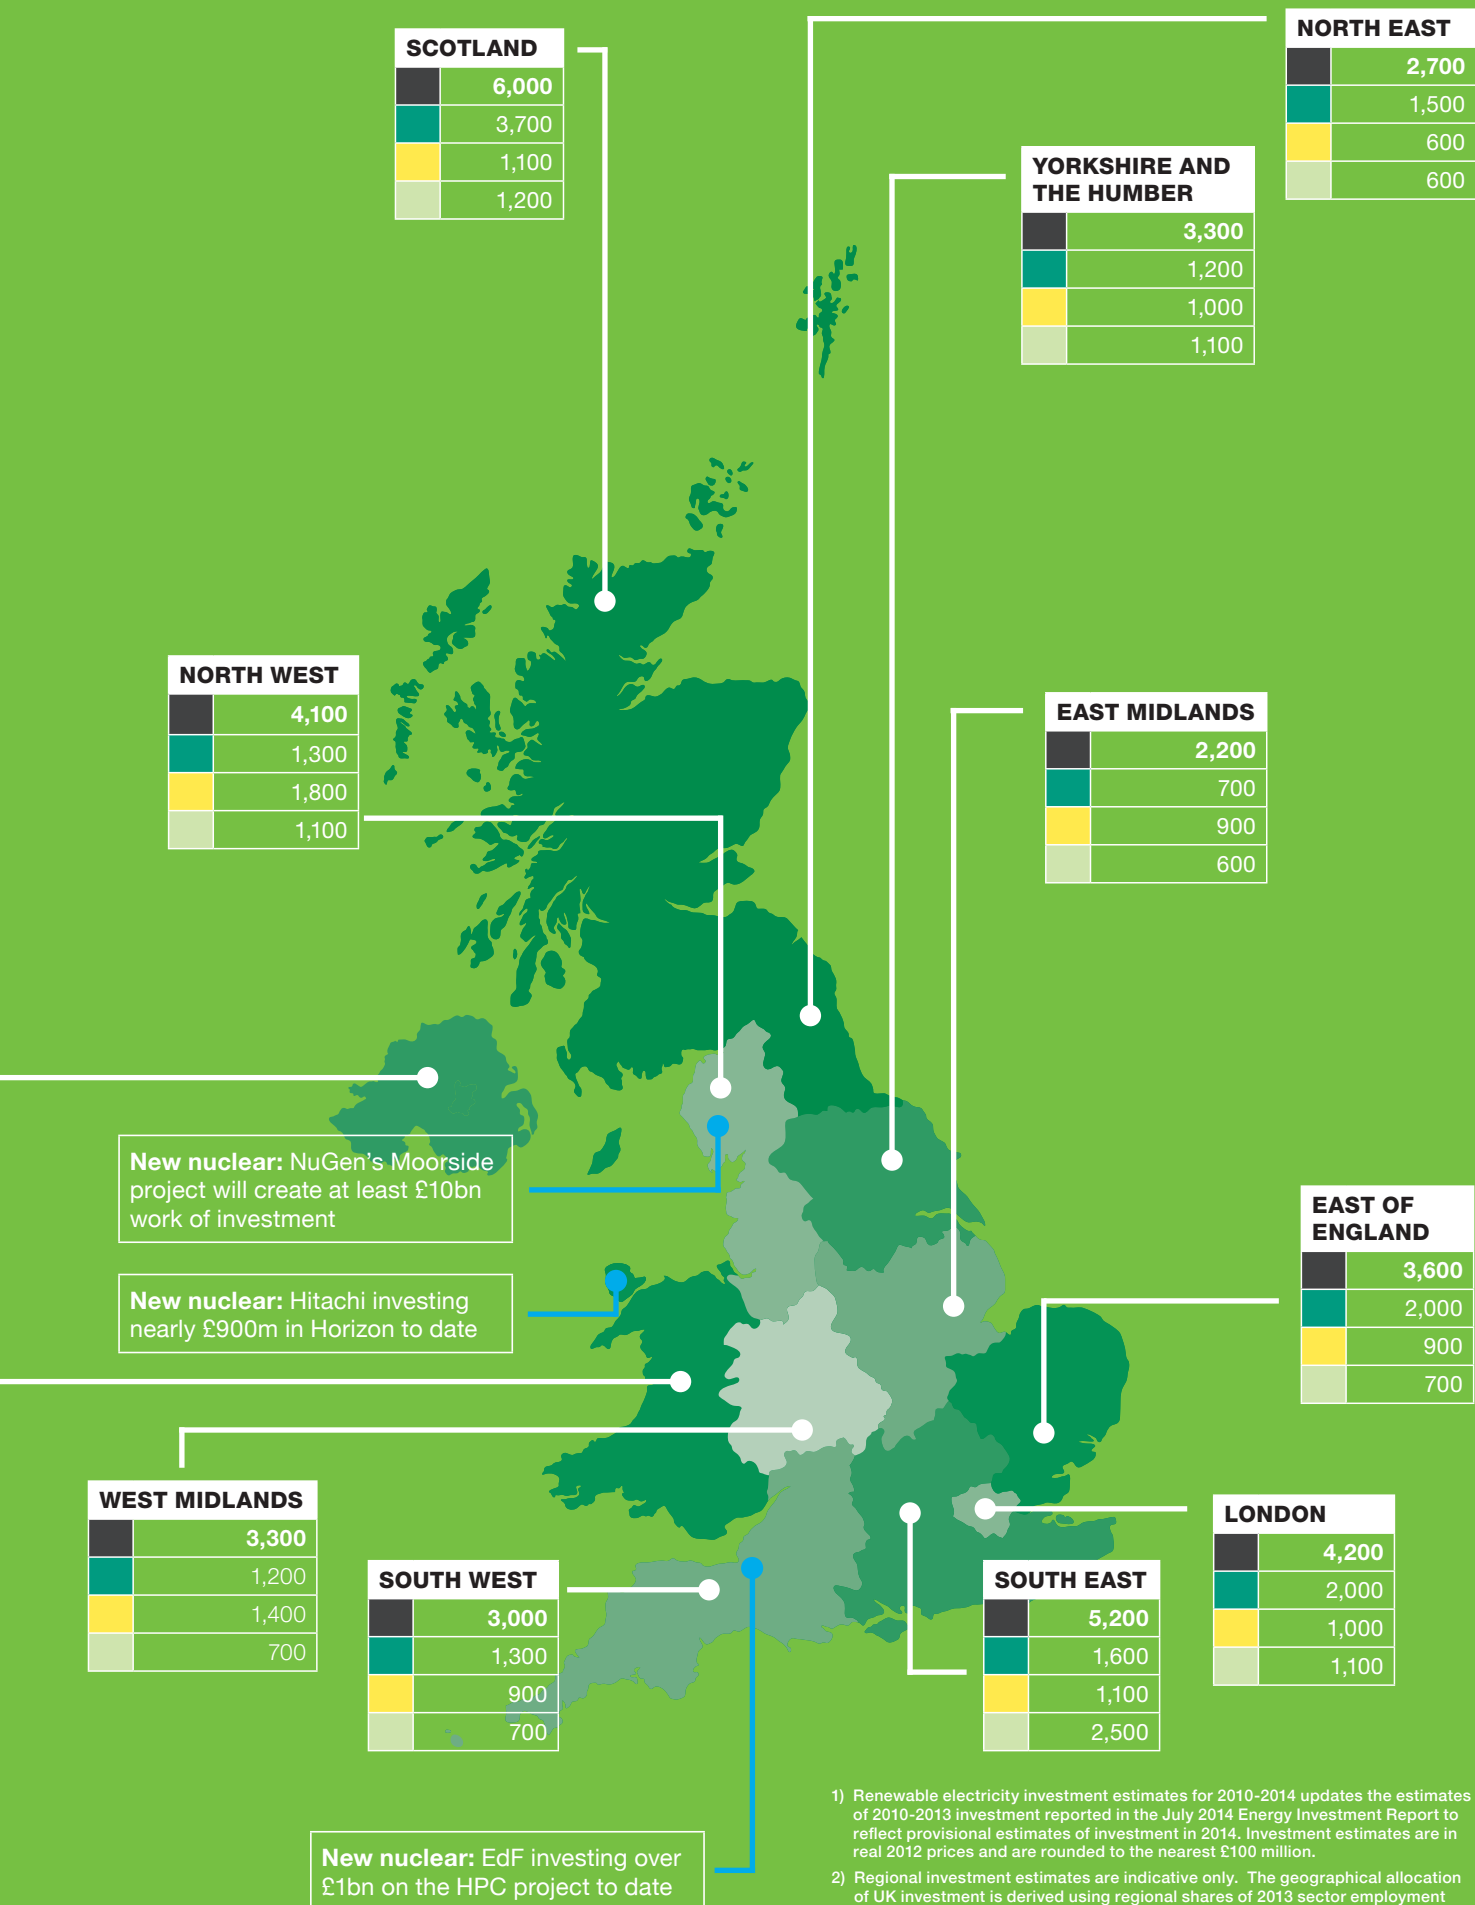 SCOTLAND
6,000
3,700
1,100
1,200
NORTH EAST
2,700
1,500
600
600
YORKSHIRE AND
THE HUMBER
3,300
1,200
1,000
1,100
NORTH WEST
4,100
1,300
1,800
1,100
EAST MIDLANDS
2,200
700
900
600
New nuclear: NuGen's Moorside
project will create at least £10bn
work of investment
New nuclear: Hitachi investing
nearly £900m in Horizon to date
EAST OF
ENGLAND
3,600
2,000
900
700
WEST MIDLANDS
3,300
1,200
1,400
700
SOUTH WEST
3,000
1,300
900
700
SOUTH EAST
5,200
1,600
1,100
2,500
LONDON
4,200
2,000
1,000
1,100
New nuclear: EdF investing over
£1bn on the HPC project to date
1) Renewable electricity investment estimates for 2010-2014 updates the estimates
of 2010-2013 investment reported in the July 2014 Energy Investment Report to
reflect provisional estimates of investment in 2014. Investment estimates are in
real 2012 prices and are rounded to the nearest £100 million.
2) Regional investment estimates are indicative only. The geographical allocation
of UK investment is derived using regional shares of 2013 sector employment